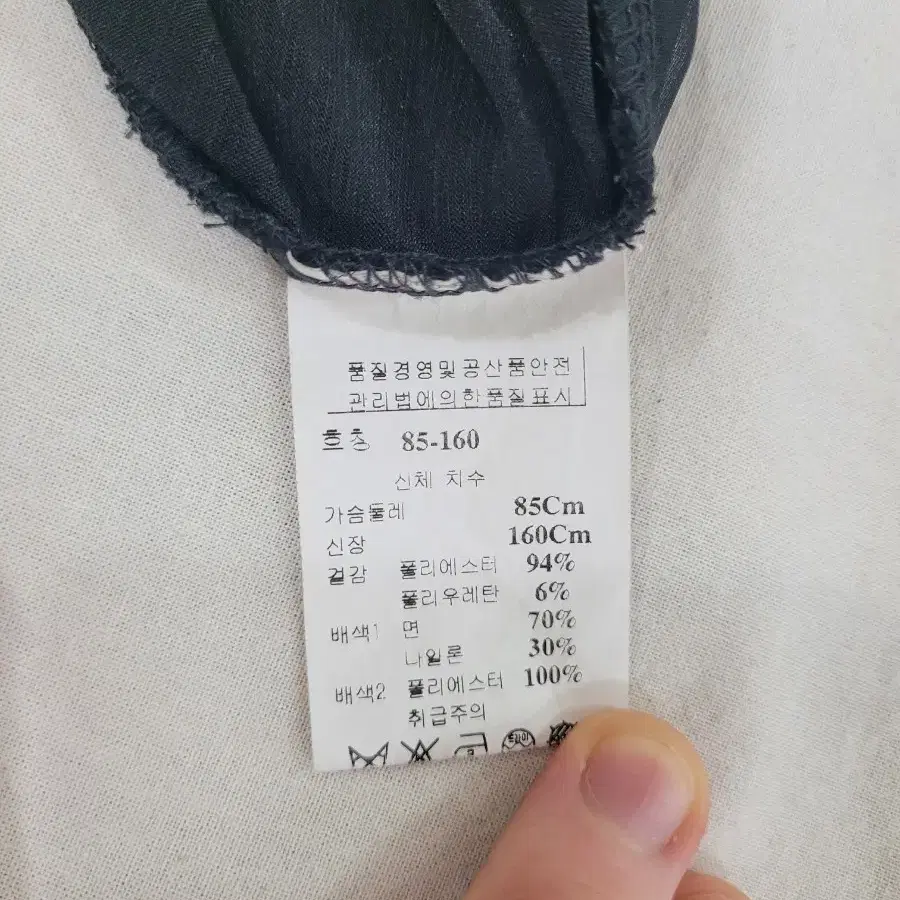 품질경영및공산품안전
관리법에의한품질표시
호칭 85-160
신체 치수
가슴둘레 85Cm
신장 160Cm
겉감 폴리에스터 94%
폴리우레탄 6%
배색1 면 70%
나일론 30%
배색2 폴리에스터 100%
취급주의